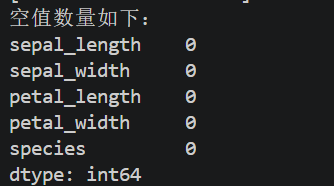 空值数量如下：
sepal_length    0
sepal_width     0
petal_length    0
petal_width     0
species         0
dtype: int64